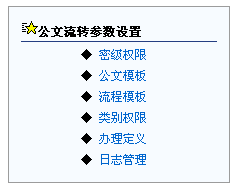 公文流转参数设置
◆ 密级权限
◆ 公文模板
◆ 流程模板
◆ 类别权限
◆ 办理定义
◆ 日志管理